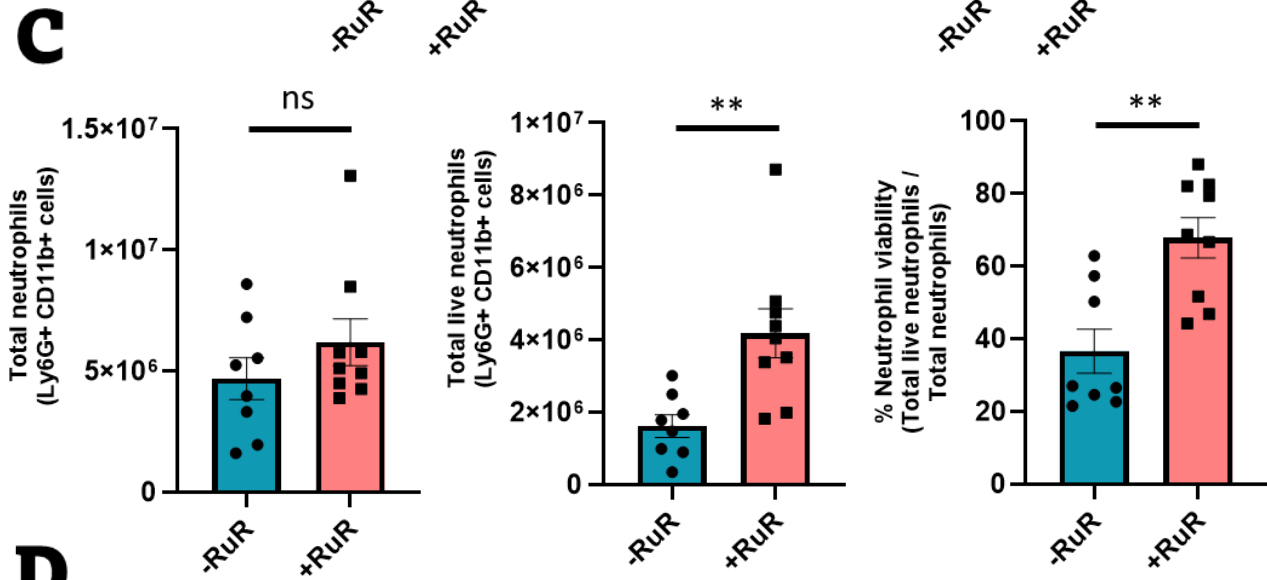 -RuR
+RuR
-RuR
+RuR
C
ns
Total neutrophils
(Ly6G+ CD11b+ cells)
1.5×10⁷
1×10⁷
5×10⁶
0
-RuR
+RuR
**
Total live neutrophils
(Ly6G+ CD11b+ cells)
1×10⁷
8×10⁶
6×10⁶
4×10⁶
2×10⁶
0
-RuR
+RuR
**
% Neutrophil viability
(Total live neutrophils /
Total neutrophils)
100
80
60
40
20
0
-RuR
+RuR
D